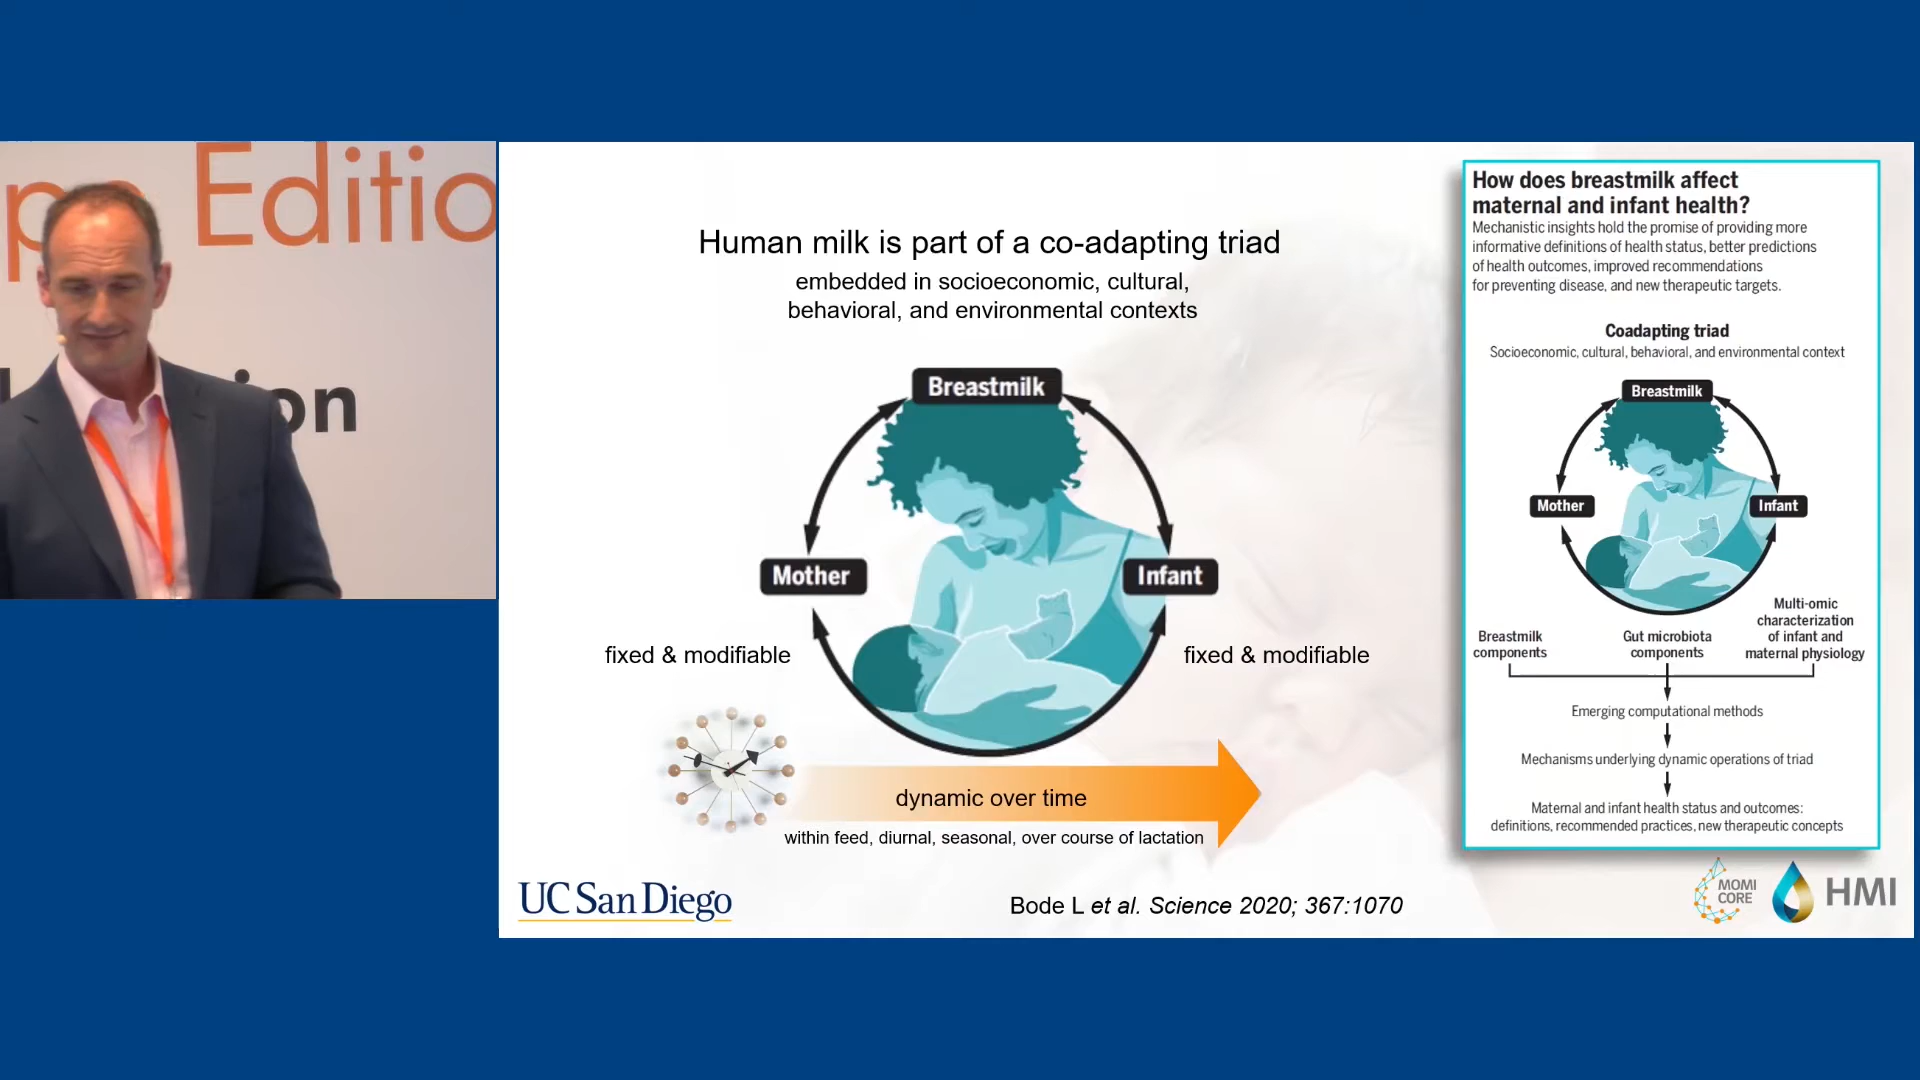 Editio
on
Human milk is part of a co-adapting triad
embedded in socioeconomic, cultural,
behavioral, and environmental contexts
Breastmilk
Mother
Infant
fixed & modifiable
fixed & modifiable
dynamic over time
within feed, diurnal, seasonal, over course of lactation
UC San Diego
Bode L et al. Science 2020; 367:1070
How does breastmilk affect
maternal and infant health?
Mechanistic insights hold the promise of providing more
informative definitions of health status, better predictions
of health outcomes, improved recommendations
for preventing disease, and new therapeutic targets.
Coadapting triad
Socioeconomic, cultural, behavioral, and environmental context
Breastmilk
Mother
Infant
Breastmilk
components
Gut microbiota
components
Multi-omic
characterization
of infant and
maternal physiology
Emerging computational methods
Mechanisms underlying dynamic operations of triad
Maternal and infant health status and outcomes:
definitions, recommended practices, new therapeutic concepts
MOMI
CORE
HMI